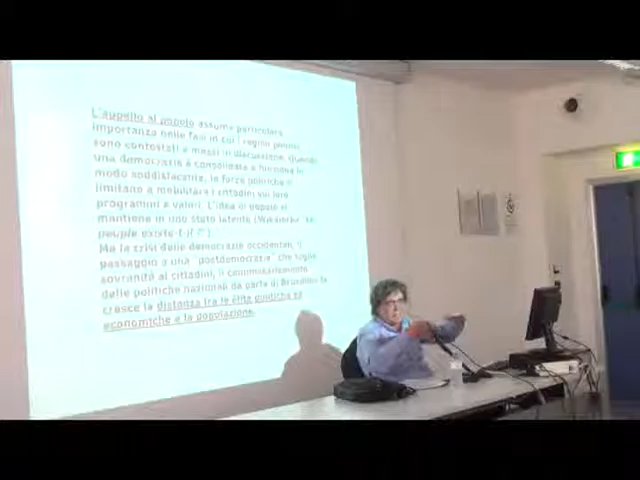 L'appello al popolo assume particolare
importanza nelle fasi in cui i regimi politici
sono contestati e messi in discussione. Quando
una democrazia è consolidata e funziona in
modo soddisfacente, le forze politiche si
limitano a mobilitare i cittadini sui loro
programmi e valori. L'idea di popolo si
mantiene in uno stato latente
peuple existe-t-il ?
Ma la crisi delle democrazie occidentali, il
passaggio a una "postdemocrazia" che toglie
sovranità ai cittadini, il commissariamento
delle politiche nazionali da parte di Bruxelles fa
cresce la distanza tra le élite politiche ed
economiche e la popolazione.